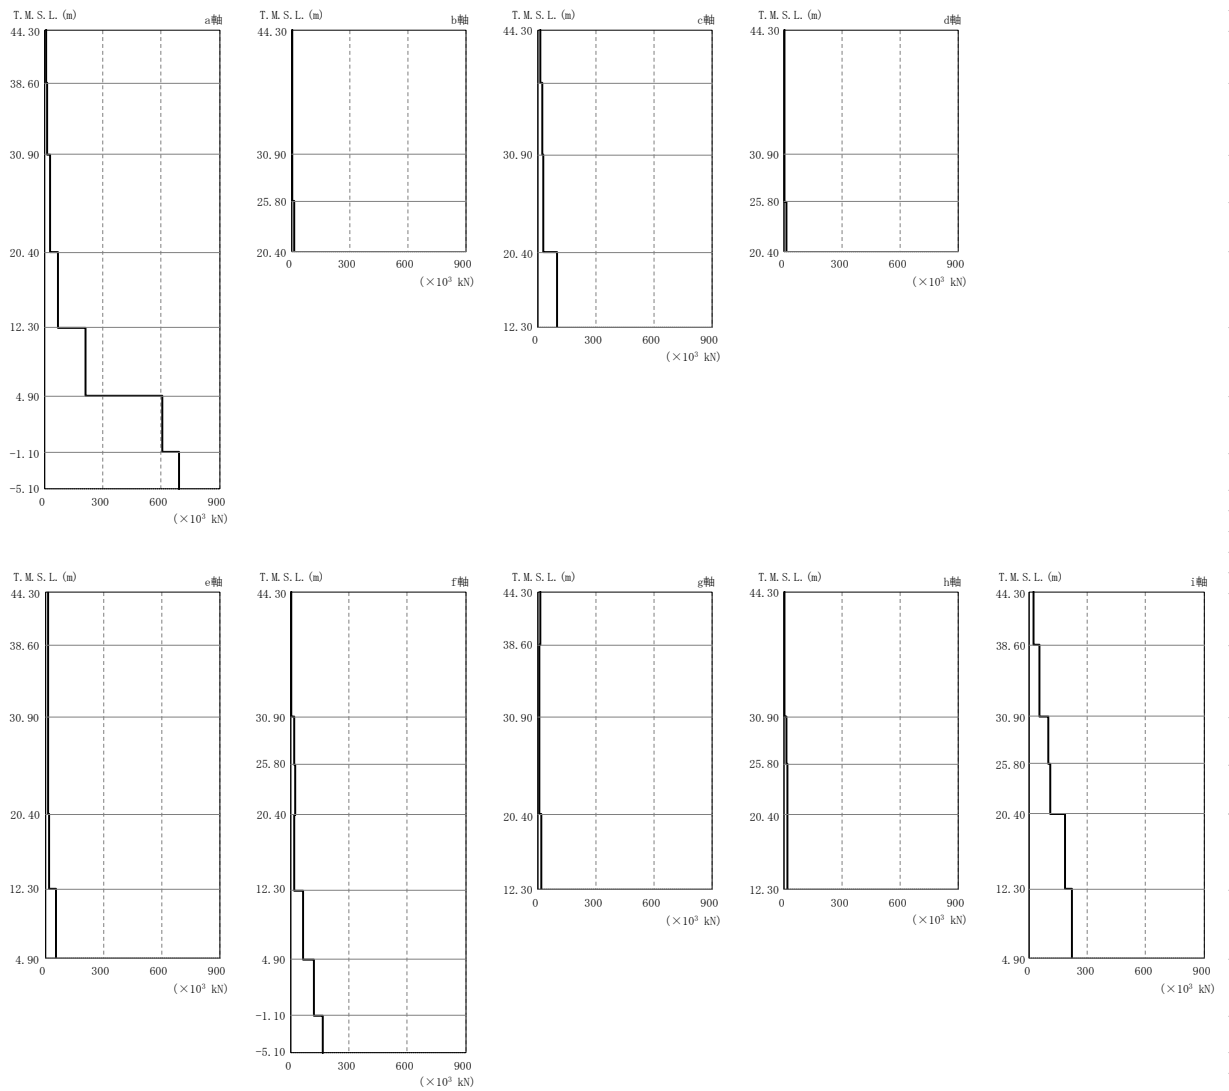 T.M.S.L.(m) a軸
44.30
38.60
30.90
20.40
12.30
4.90
-1.10
-5.10
0 300 600 900
(×10³ kN)
T.M.S.L.(m) b軸
44.30
30.90
25.80
20.40
0 300 600 900
(×10³ kN)
T.M.S.L.(m) c軸
44.30
30.90
20.40
12.30
0 300 600 900
(×10³ kN)
T.M.S.L.(m) d軸
44.30
30.90
25.80
20.40
0 300 600 900
(×10³ kN)
T.M.S.L.(m) e軸
44.30
38.60
30.90
20.40
12.30
4.90
0 300 600 900
(×10³ kN)
T.M.S.L.(m) f軸
44.30
30.90
25.80
20.40
12.30
4.90
-1.10
-5.10
0 300 600 900
(×10³ kN)
T.M.S.L.(m) g軸
44.30
38.60
30.90
20.40
12.30
0 300 600 900
(×10³ kN)
T.M.S.L.(m) h軸
44.30
30.90
25.80
20.40
12.30
0 300 600 900
(×10³ kN)
T.M.S.L.(m) i軸
44.30
38.60
30.90
25.80
20.40
12.30
4.90
0 300 600 900
(×10³ kN)